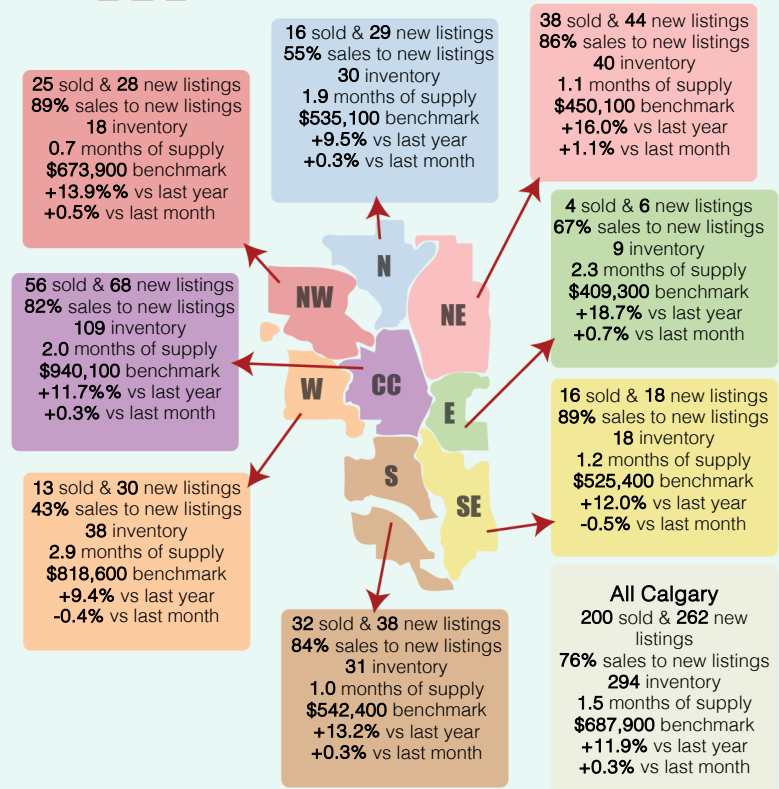 16 sold & 29 new listings
55% sales to new listings
30 inventory
1.9 months of supply
$535,100 benchmark
+9.5% vs last year
+0.3% vs last month
38 sold & 44 new listings
86% sales to new listings
40 inventory
1.1 months of supply
$450,100 benchmark
+16.0% vs last year
+1.1% vs last month
25 sold & 28 new listings
89% sales to new listings
18 inventory
0.7 months of supply
$673,900 benchmark
+13.9%% vs last year
+0.5% vs last month
4 sold & 6 new listings
67% sales to new listings
9 inventory
2.3 months of supply
$409,300 benchmark
+18.7% vs last year
+0.7% vs last month
N
NW
NE
56 sold & 68 new listings
82% sales to new listings
109 inventory
2.0 months of supply
$940,100 benchmark
+11.7%% vs last year
+0.3% vs last month
W
CC
E
16 sold & 18 new listings
89% sales to new listings
18 inventory
1.2 months of supply
$525,400 benchmark
+12.0% vs last year
-0.5% vs last month
S
SE
13 sold & 30 new listings
43% sales to new listings
38 inventory
2.9 months of supply
$818,600 benchmark
+9.4% vs last year
-0.4% vs last month
32 sold & 38 new listings
84% sales to new listings
31 inventory
1.0 months of supply
$542,400 benchmark
+13.2% vs last year
+0.3% vs last month
All Calgary
200 sold & 262 new
listings
76% sales to new listings
294 inventory
1.5 months of supply
$687,900 benchmark
+11.9% vs last year
+0.3% vs last month